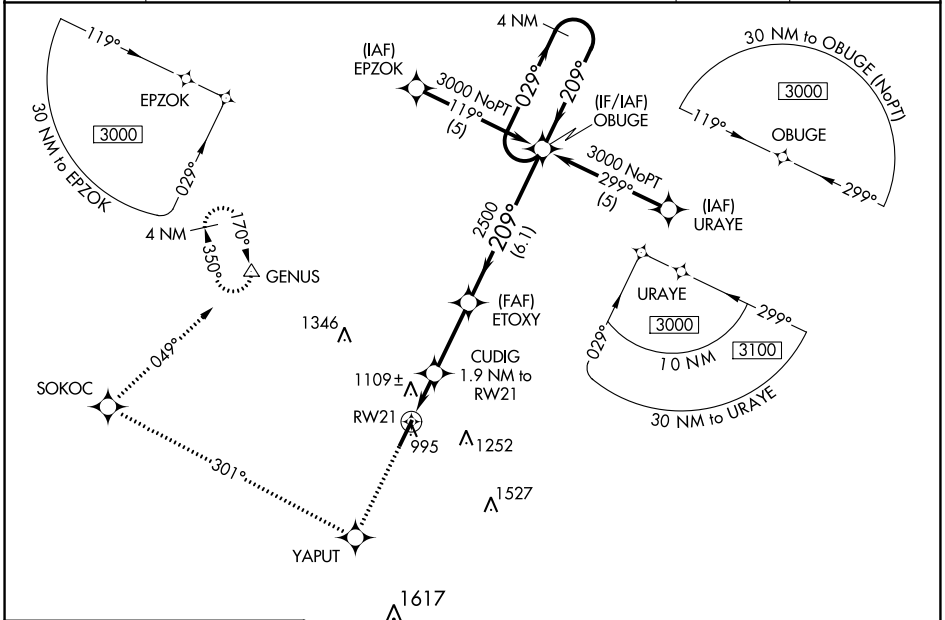 119°
EPZOK
3000
029°
30 NM to EPZOK
4 NM
170°
350°
GENUS
(IAF)
EPZOK
3000 NoPT
119°
(5)
4 NM
029°
209°
(IF/IAF)
OBUGE
3000 NoPT
299°
(5)
(IAF)
URAYE
30 NM to OBUGE (NoPT)
3000
119°
OBUGE
299°
2500
209°
(6.1)
(FAF)
ETOXY
URAYE
3000
299°
029°
10 NM
3100
30 NM to URAYE
1346
049°
SOKOC
1109±
CUDIG
1.9 NM to
RW21
RW21
995
1252
301°
1527
YAPUT
1617